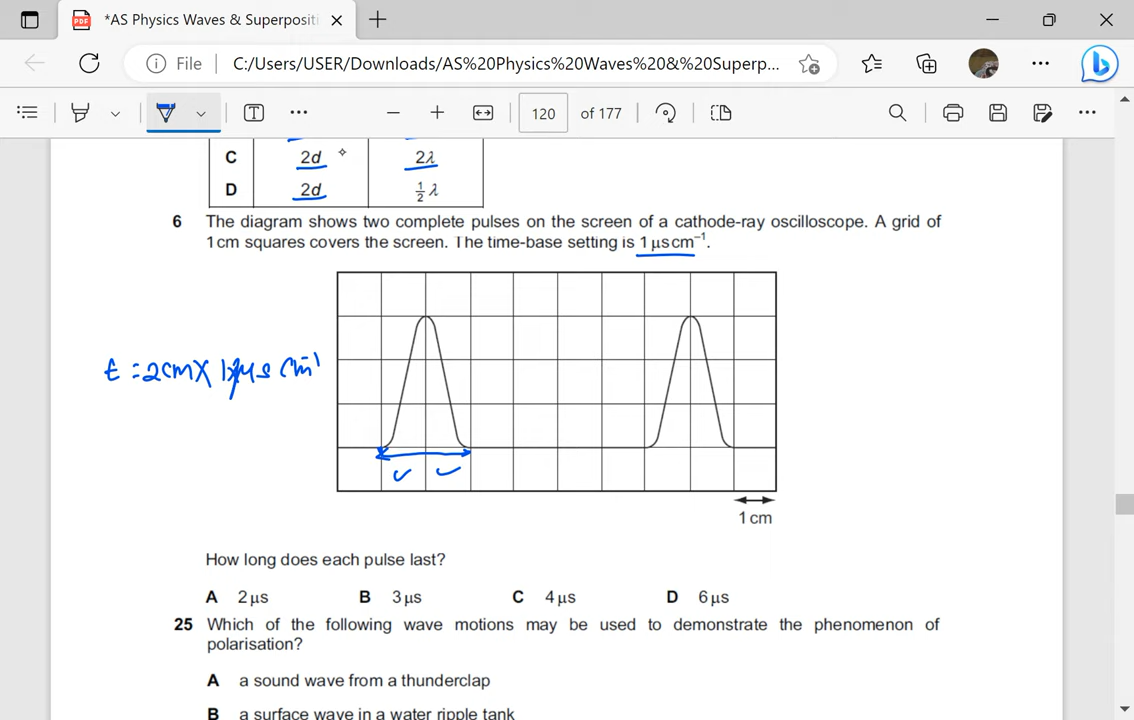 *AS Physics Waves & Superpositi
File C:/Users/USER/Downloads/AS%20Physics%20Waves%20&%20Superp...
120 of 177
C 2d 2λ
D 2d ½λ
6 The diagram shows two complete pulses on the screen of a cathode-ray oscilloscope. A grid of
1cm squares covers the screen. The time-base setting is 1 μs cm⁻¹.
t = 2cm X 1 μs cm⁻¹
1 cm
How long does each pulse last?
A 2 μs B 3 μs C 4 μs D 6 μs
25 Which of the following wave motions may be used to demonstrate the phenomenon of
polarisation?
A a sound wave from a thunderclap
B a surface wave in a water ripple tank